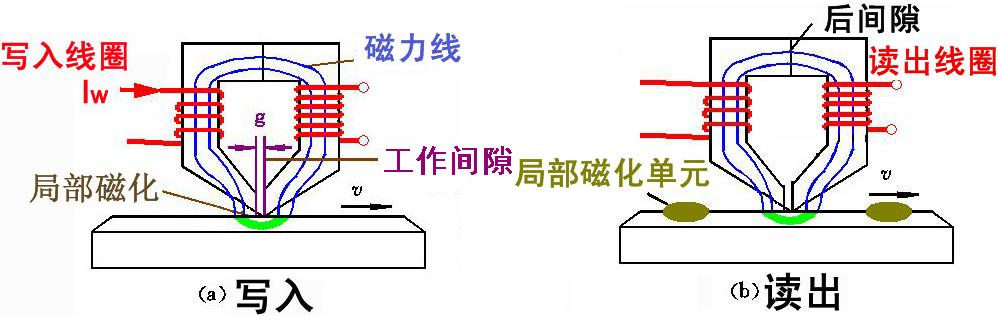 写入线圈
Iw
磁力线
g
工作间隙
局部磁化
v
(a) 写入
后间隙
读出线圈
局部磁化单元
v
(b) 读出